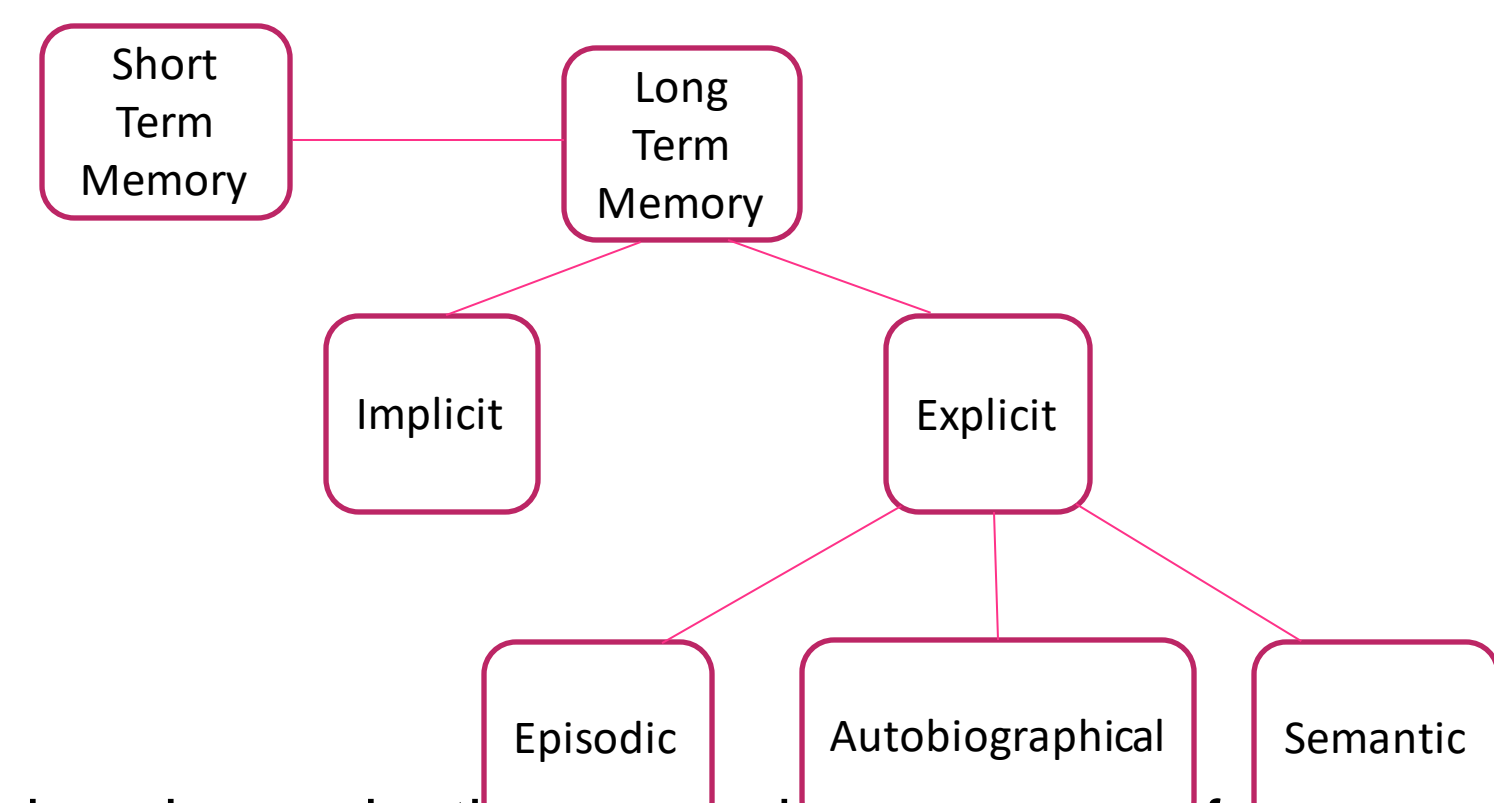 Short
Term
Memory
Long
Term
Memory
Implicit
Explicit
Episodic
Autobiographical
Semantic